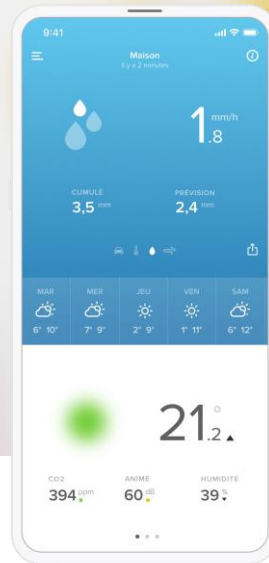 9:41
Maison
Il y a 2 minutes
1.8 mm/h
CUMULÉ PRÉVISION
3,5 mm 2,4 mm
MAR MER JEU VEN SAM
6° 10° 7° 9° 2° 9° 1° 11° 6° 12°
21.2°
CO2 ANIMÉ HUMIDITÉ
394 ppm 60 dB 39 %